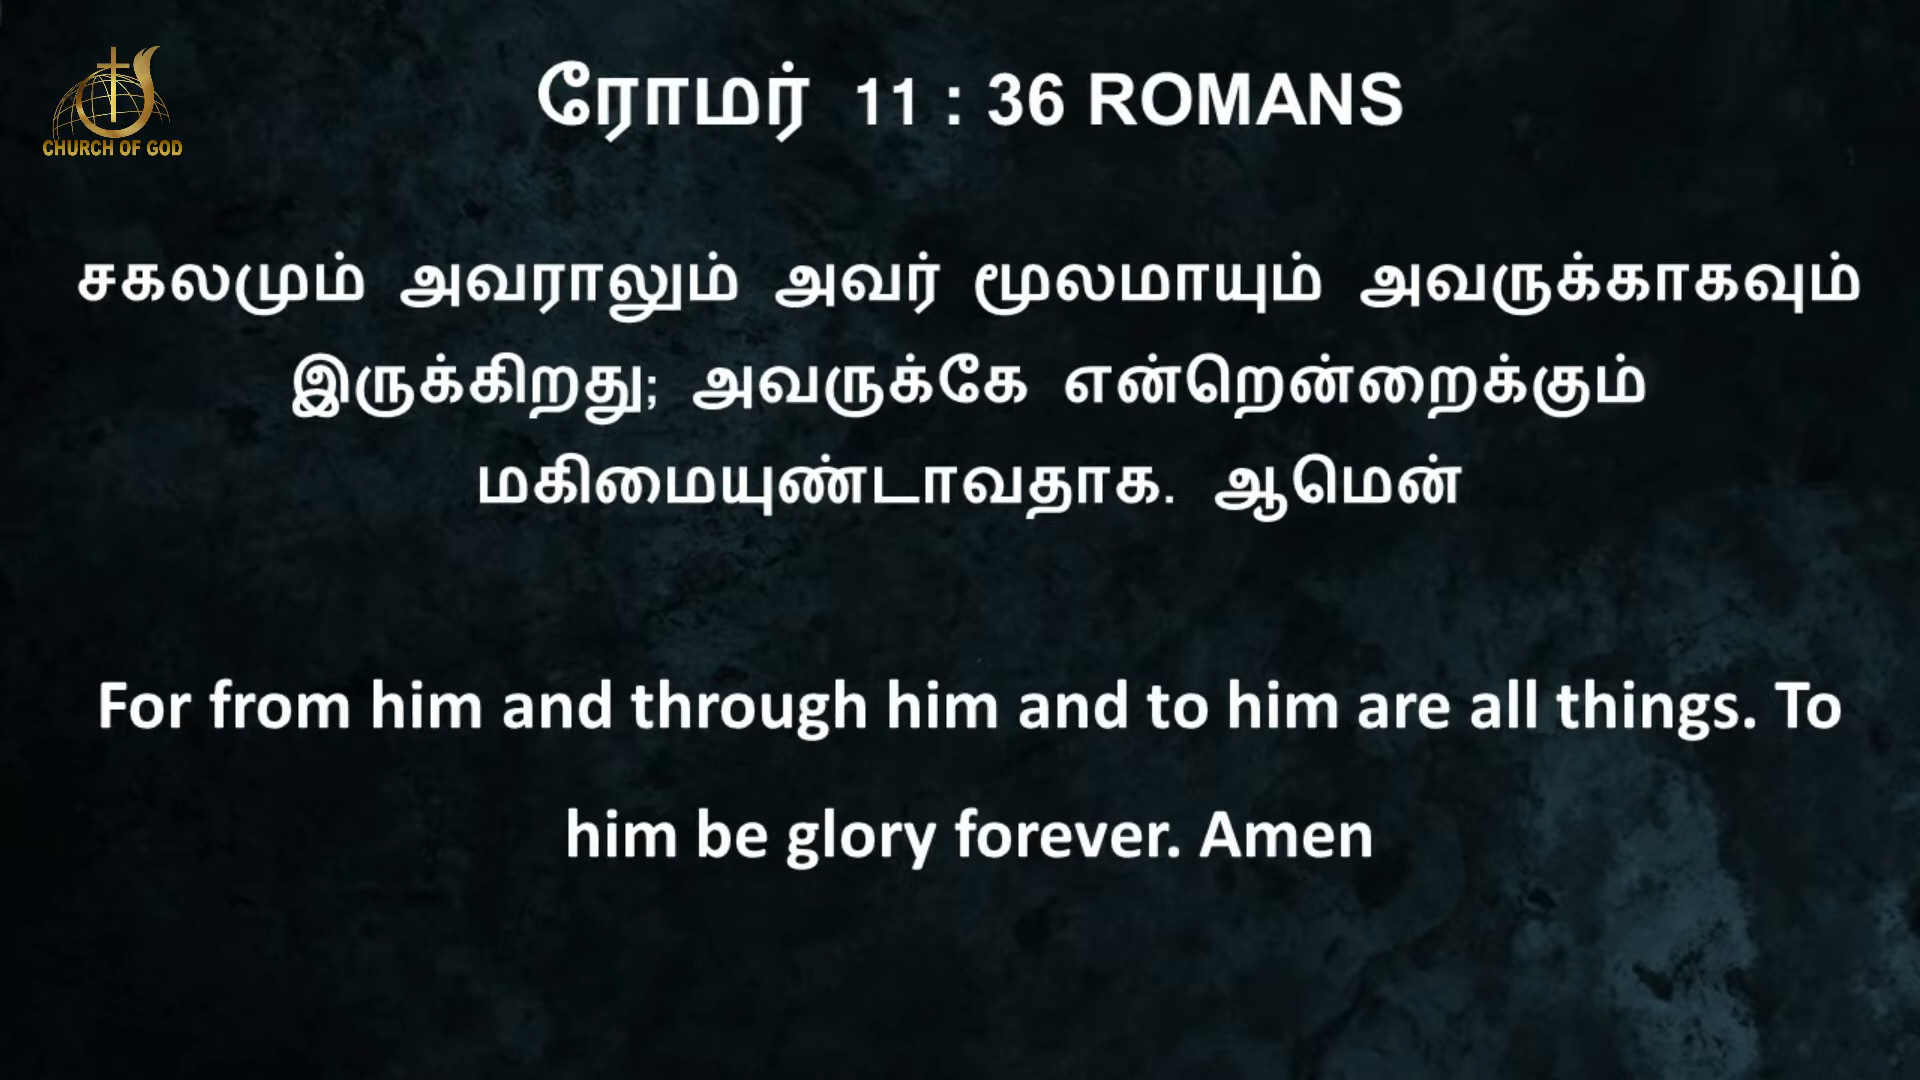 CHURCH OF GOD
ரோமர் 11 : 36 ROMANS
சகலமும் அவராலும் அவர் மூலமாயும் அவருக்காகவும்
இருக்கிறது; அவருக்கே என்றென்றைக்கும்
மகிமையுண்டாவதாக. ஆமென்
For from him and through him and to him are all things. To
him be glory forever. Amen